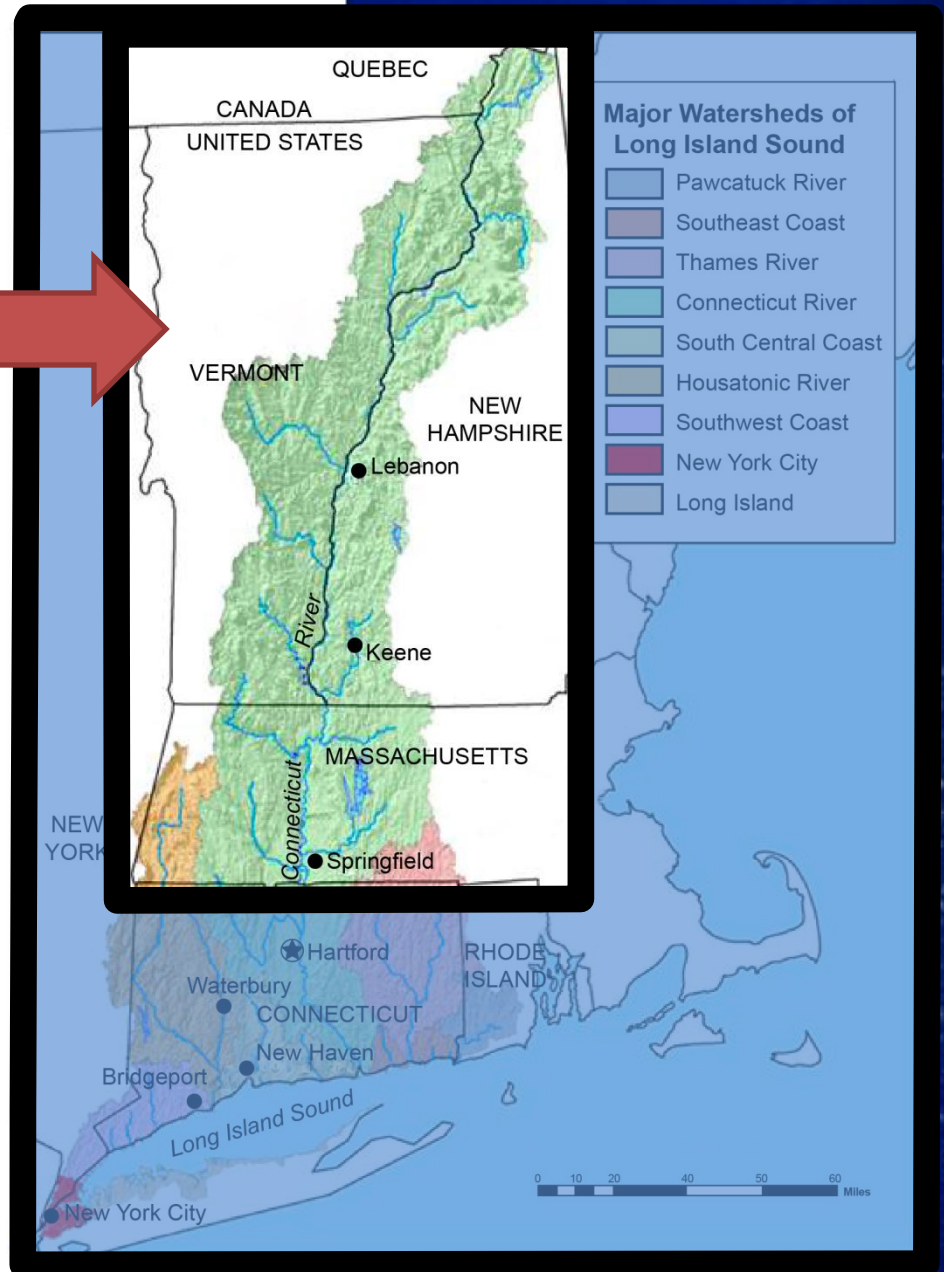 QUEBEC
CANADA
UNITED STATES
Major Watersheds of
Long Island Sound
Pawcatuck River
Southeast Coast
Thames River
Connecticut River
South Central Coast
Housatonic River
Southwest Coast
New York City
Long Island
VERMONT
NEW
HAMPSHIRE
Lebanon
River
Keene
MASSACHUSETTS
Connecticut
NEW
YORK
Springfield
Hartford
RHODE
ISLAND
Waterbury
CONNECTICUT
New Haven
Bridgeport
Long Island Sound
0 10 20 40 50 60
Miles
New York City